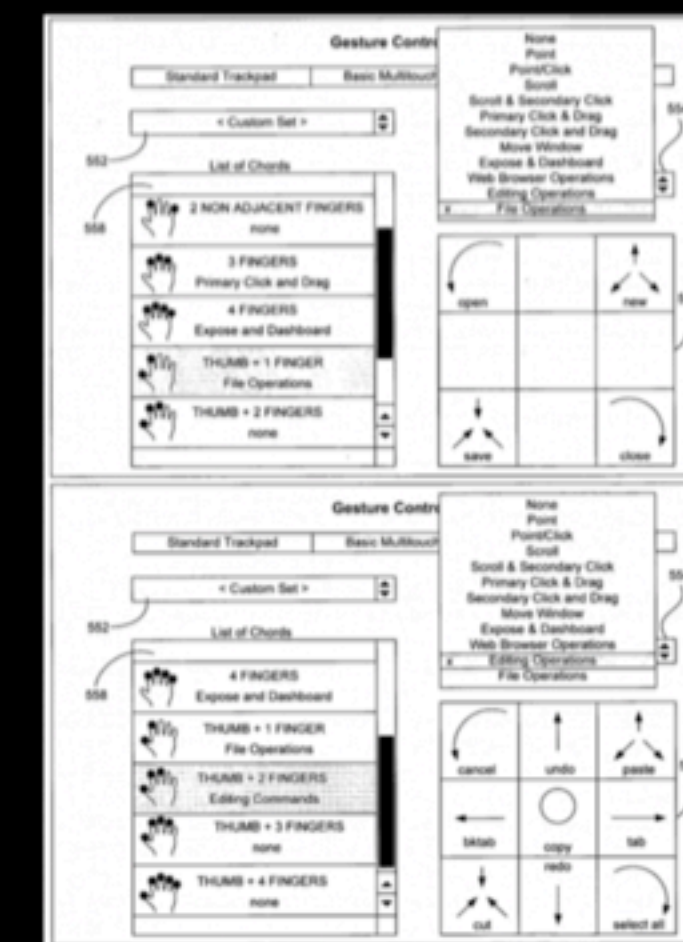 Gesture Contro
Standard Trackpad
Basic Multitouch
< Custom Set >
552
List of Chords
558
2 NON ADJACENT FINGERS
none
3 FINGERS
Primary Click and Drag
4 FINGERS
Expose and Dashboard
THUMB + 1 FINGER
File Operations
THUMB + 2 FINGERS
none
None
Point
Point/Click
Scroll
Scroll & Secondary Click
Primary Click & Drag
Secondary Click and Drag
Move Window
Expose & Dashboard
Web Browser Operations
Editing Operations
x File Operations
open
new
save
close
Gesture Contro
Standard Trackpad
Basic Multitouch
< Custom Set >
552
List of Chords
558
4 FINGERS
Expose and Dashboard
THUMB + 1 FINGER
File Operations
THUMB + 2 FINGERS
Editing Commands
THUMB + 3 FINGERS
none
THUMB + 4 FINGERS
none
None
Point
Point/Click
Scroll
Scroll & Secondary Click
Primary Click & Drag
Secondary Click and Drag
Move Window
Expose & Dashboard
Web Browser Operations
x Editing Operations
File Operations
cancel
undo
paste
bktab
copy
tab
cut
redo
select all